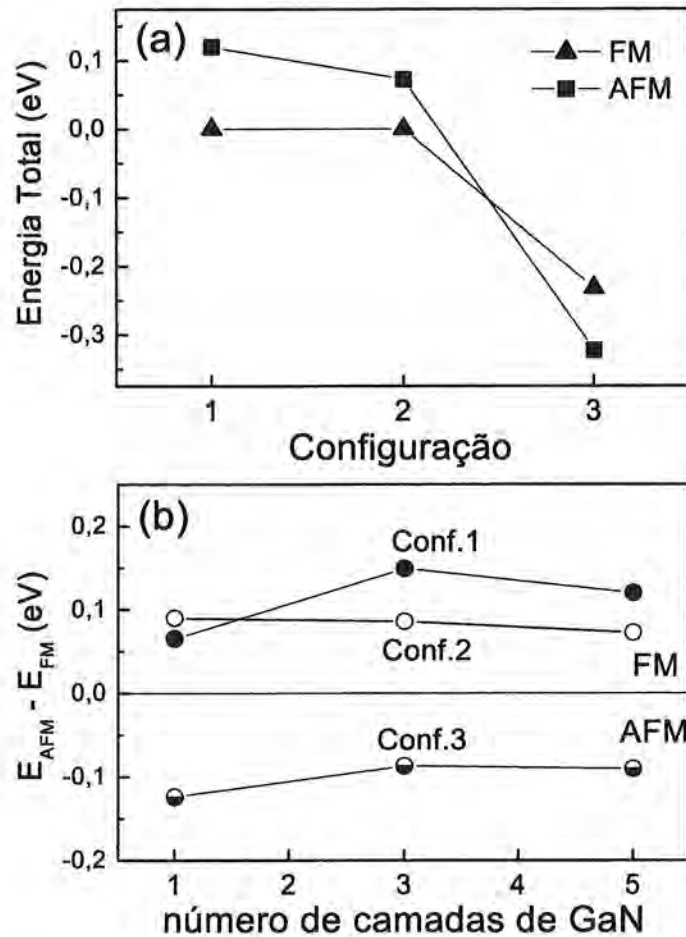 (a)
FM
AFM
Energia Total (eV)
0,1
0,0
-0,1
-0,2
-0,3
1 2 3
Configuração
(b)
E_AFM - E_FM (eV)
0,2
0,1
0,0
-0,1
-0,2
Conf.1
Conf.2
FM
Conf.3
AFM
1 2 3 4 5
número de camadas de GaN